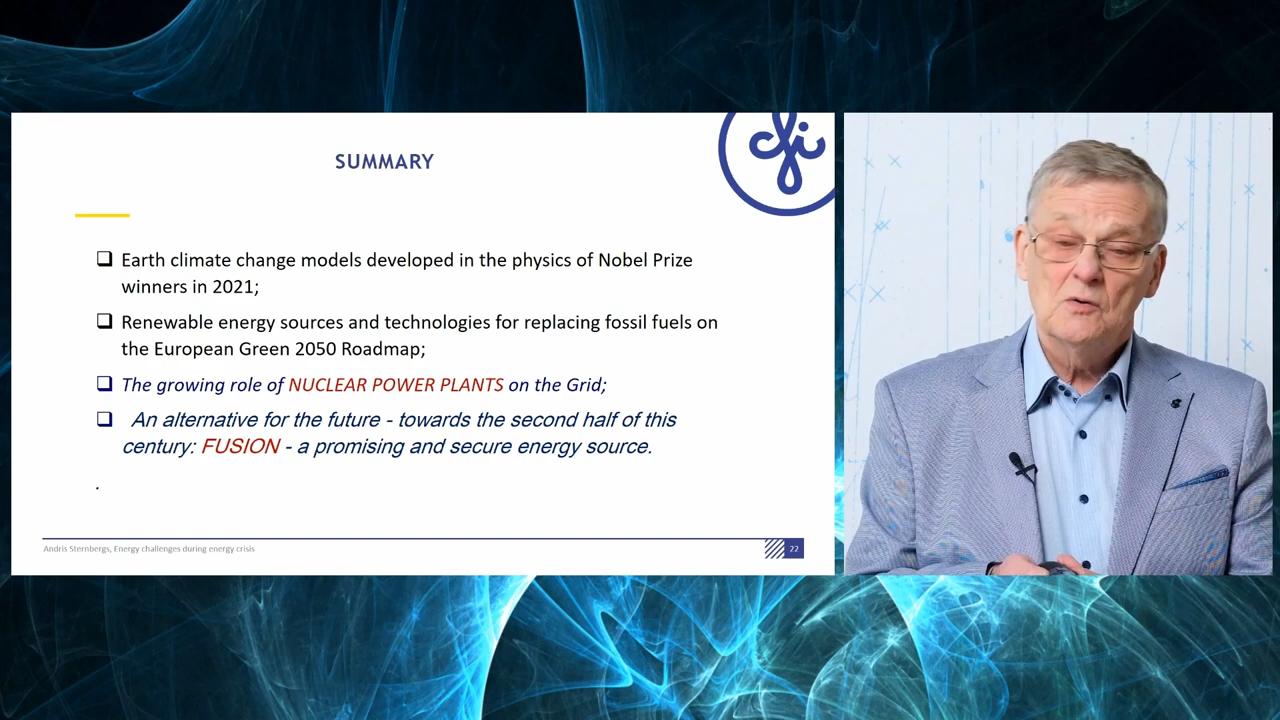 SUMMARY
Earth climate change models developed in the physics of Nobel Prize
winners in 2021;
Renewable energy sources and technologies for replacing fossil fuels on
the European Green 2050 Roadmap;
The growing role of NUCLEAR POWER PLANTS on the Grid;
An alternative for the future - towards the second half of this
century: FUSION - a promising and secure energy source.
.
Andris Sternbergs, Energy challenges during energy crisis
22